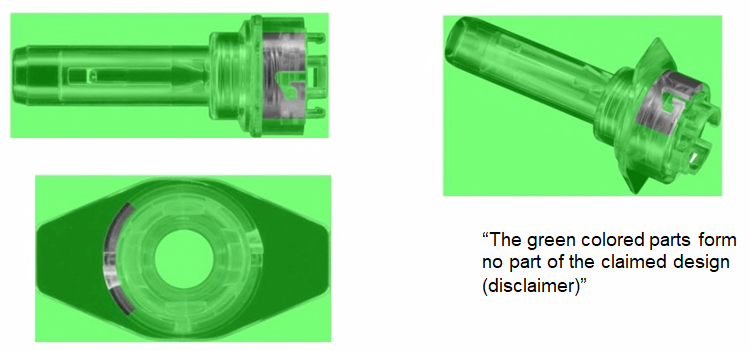 “The green colored parts form
no part of the claimed design
(disclaimer)”